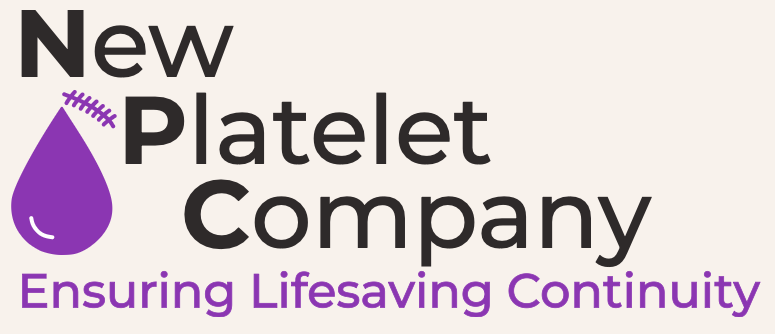 New
Platelet
Company
Ensuring Lifesaving Continuity